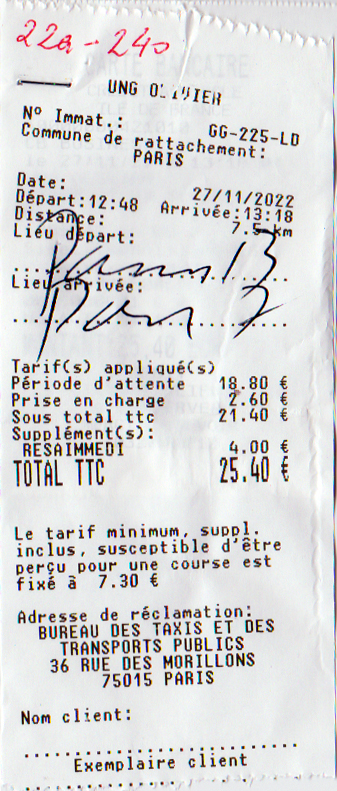 22a - 240
UNG OLIVIER
N° Immat.: GG-225-LD
Commune de rattachement:
PARIS
Date: 27/11/2022
Départ:12:48 Arrivée:13:18
Distance: 7.5 km
Lieu départ:
Paris 13
Lieu arrivée:
Paris 7
Tarif(s) appliqué(s)
Période d'attente 18.80 €
Prise en charge 2.60 €
Sous total ttc 21.40 €
Supplément(s):
RESAIMMEDI 4.00 €
TOTAL TTC 25.40 €
Le tarif minimum, suppl.
inclus, susceptible d'être
perçu pour une course est
fixé à 7.30 €
Adresse de réclamation:
BUREAU DES TAXIS ET DES
TRANSPORTS PUBLICS
36 RUE DES MORILLONS
75015 PARIS
Nom client:
Exemplaire client